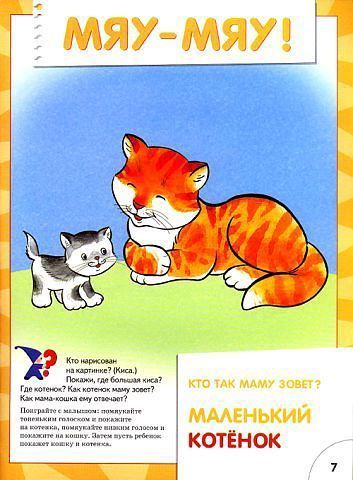 МЯУ-МЯУ!
?
Кто нарисован
на картинке? (Киса.)
Покажи, где большая киса?
Где котенок? Как котенок маму зовет?
Как мама-кошка ему отвечает?
Поиграйте с малышом: помяукайте
тоненьким голоском и покажите
на котенка, помяукайте низким голосом и
покажите на кошку. Затем пусть ребенок
покажет кошку и котенка.
КТО ТАК МАМУ ЗОВЕТ?
МАЛЕНЬКИЙ
КОТЁНОК
7